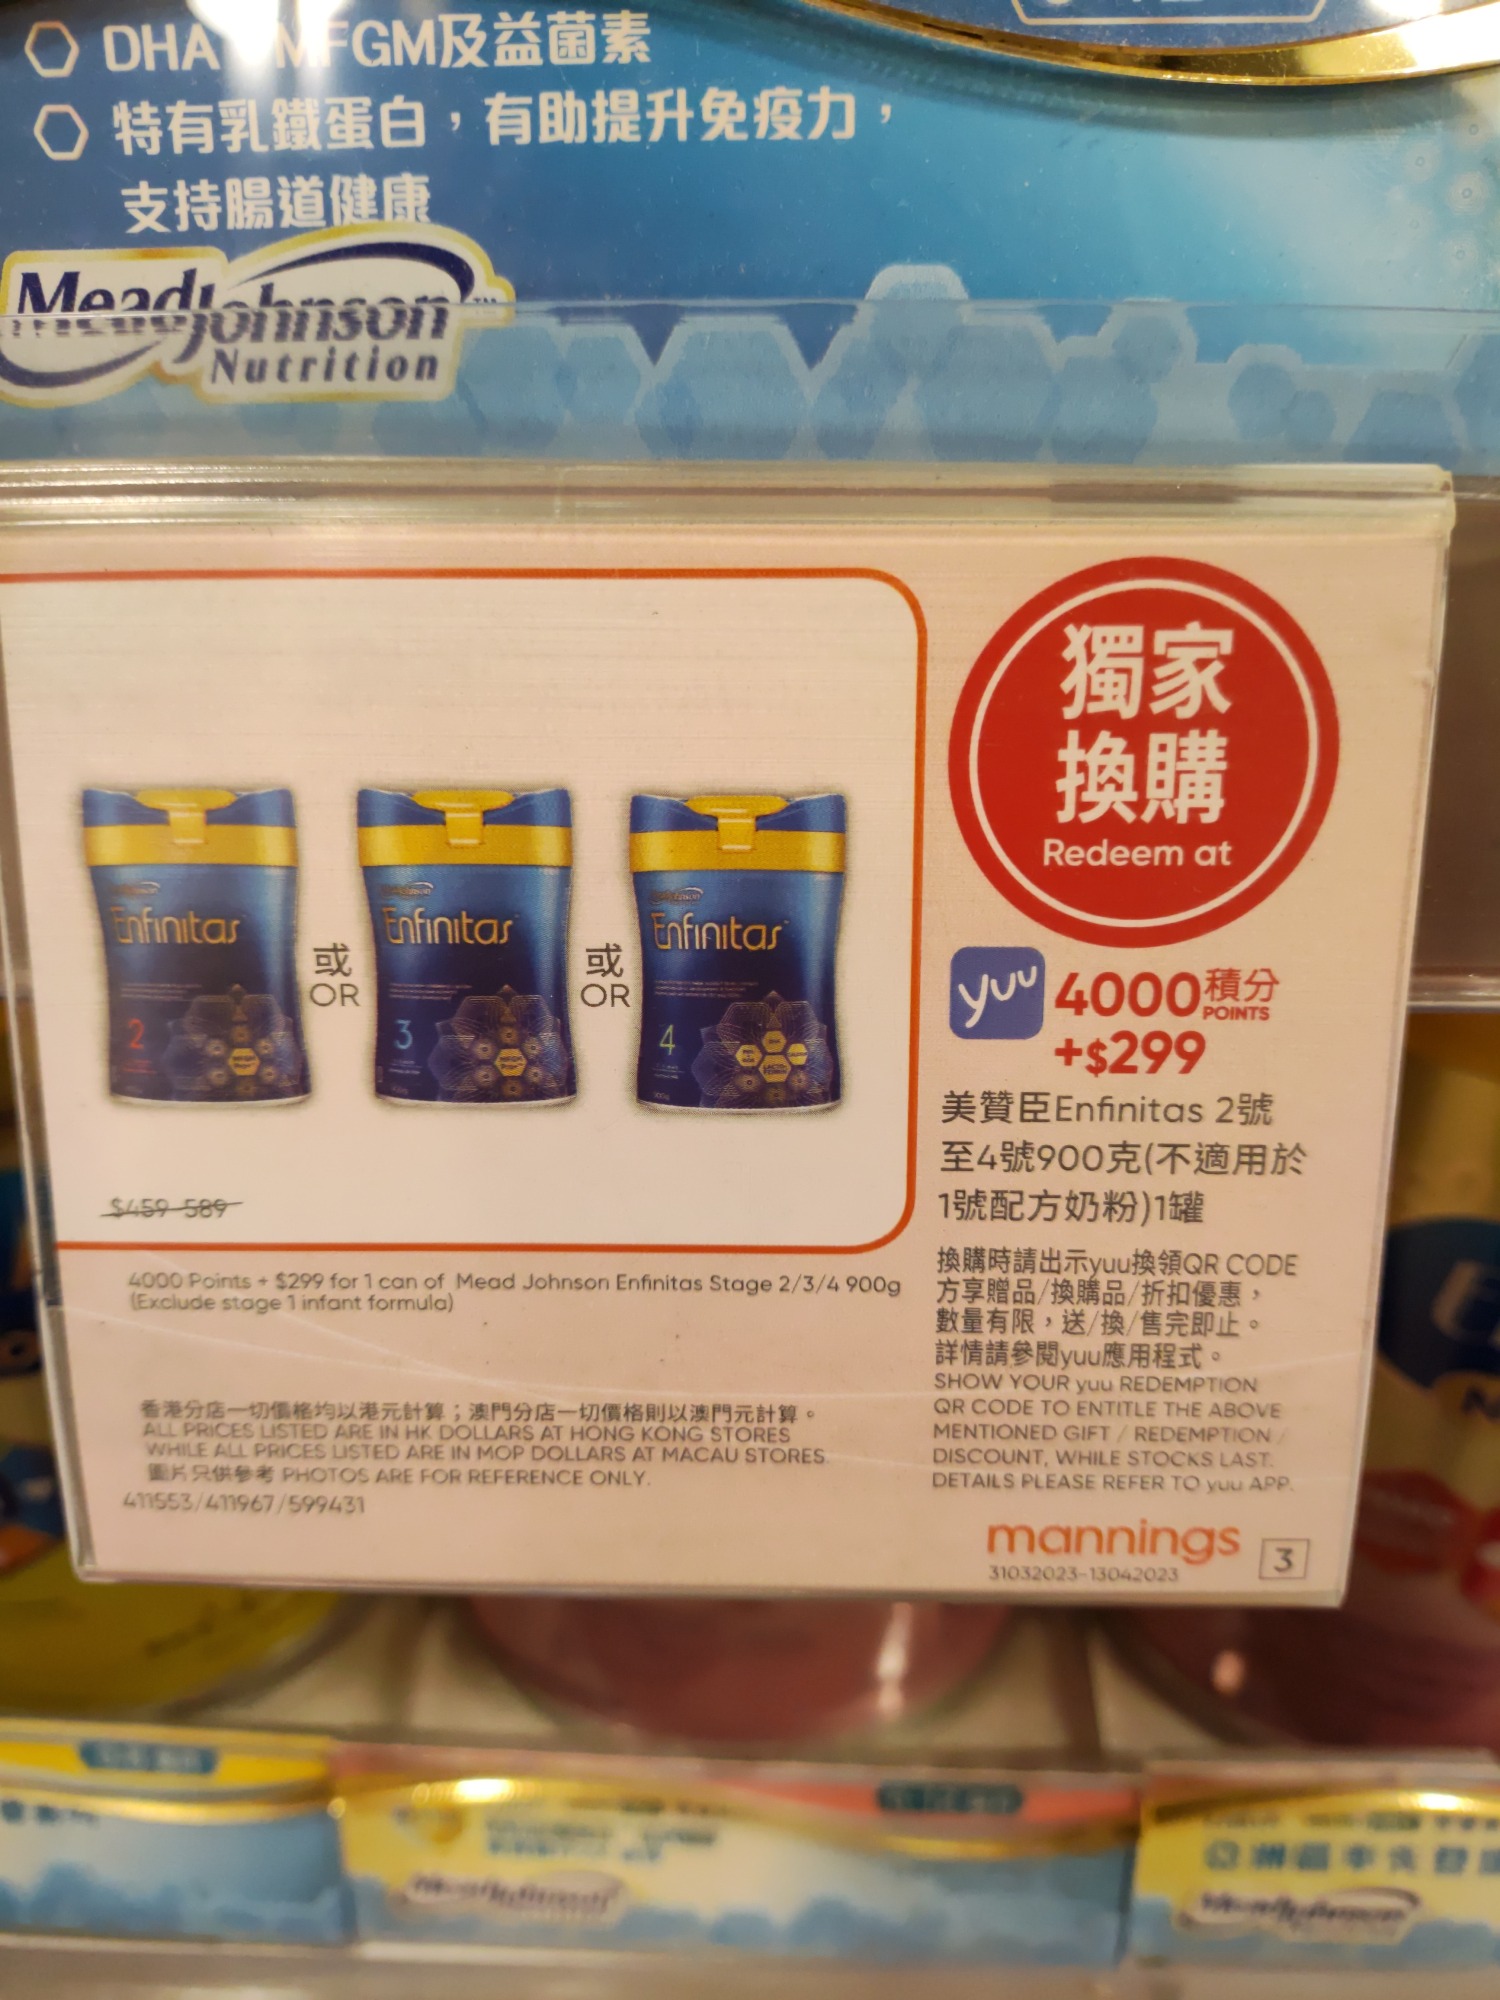 DHA、MFGM及益菌素
特有乳鐵蛋白，有助提升免疫力，
支持腸道健康
MeadJohnson™
Nutrition
獨家
換購
Redeem at
Enfinitas
Enfinitas
Enfinitas
或
OR
或
OR
2
3
4
yuu 4000積分
POINTS
+$299
美贊臣Enfinitas 2號
至4號900克(不適用於
1號配方奶粉)1罐
$459-589
4000 Points + $299 for 1 can of Mead Johnson Enfinitas Stage 2/3/4 900g
(Exclude stage 1 infant formula)
換購時請出示yuu換領QR CODE
方享贈品/換購品/折扣優惠，
數量有限，送/換/售完即止。
詳情請參閱yuu應用程式。
SHOW YOUR yuu REDEMPTION
QR CODE TO ENTITLE THE ABOVE
MENTIONED GIFT / REDEMPTION /
DISCOUNT, WHILE STOCKS LAST.
DETAILS PLEASE REFER TO yuu APP.
香港分店一切價格均以港元計算；澳門分店一切價格則以澳門元計算。
ALL PRICES LISTED ARE IN HK DOLLARS AT HONG KONG STORES
WHILE ALL PRICES LISTED ARE IN MOP DOLLARS AT MACAU STORES.
圖片只供參考 PHOTOS ARE FOR REFERENCE ONLY.
411553/411967/599431
mannings
31032023-13042023
3